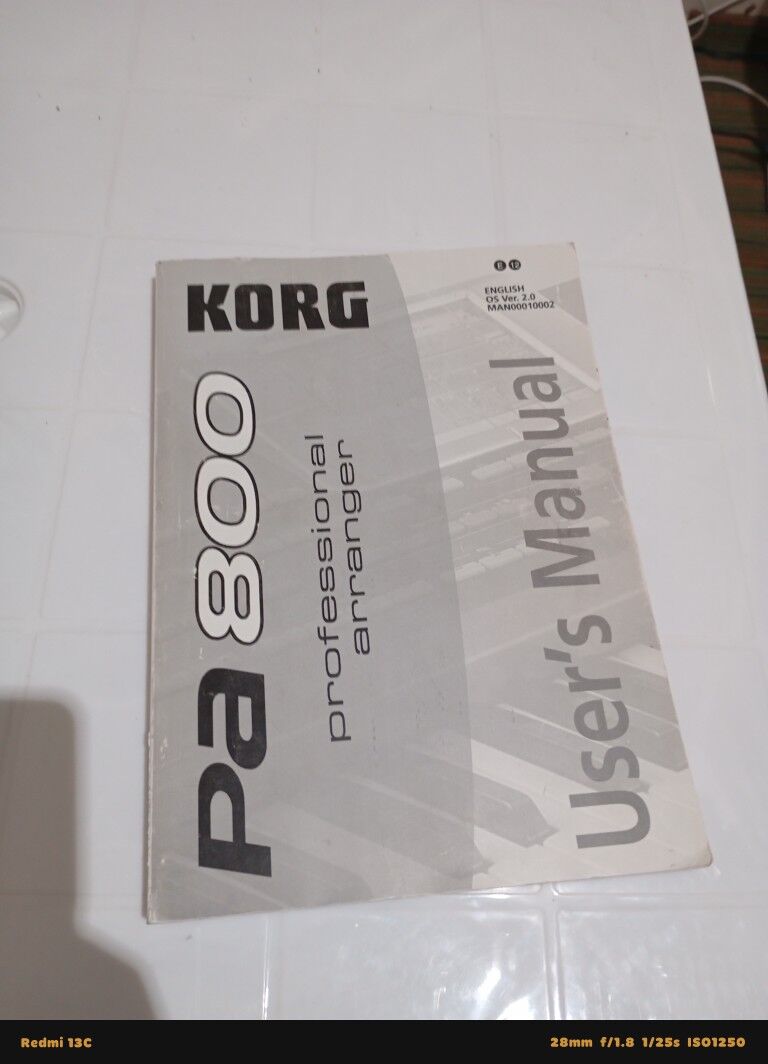 KORG
E 18
ENGLISH
OS Ver. 2.0
MAN00010002
Pa 800
professional
arranger
User's Manual
Redmi 13C
28mm f/1.8 1/25s ISO1250